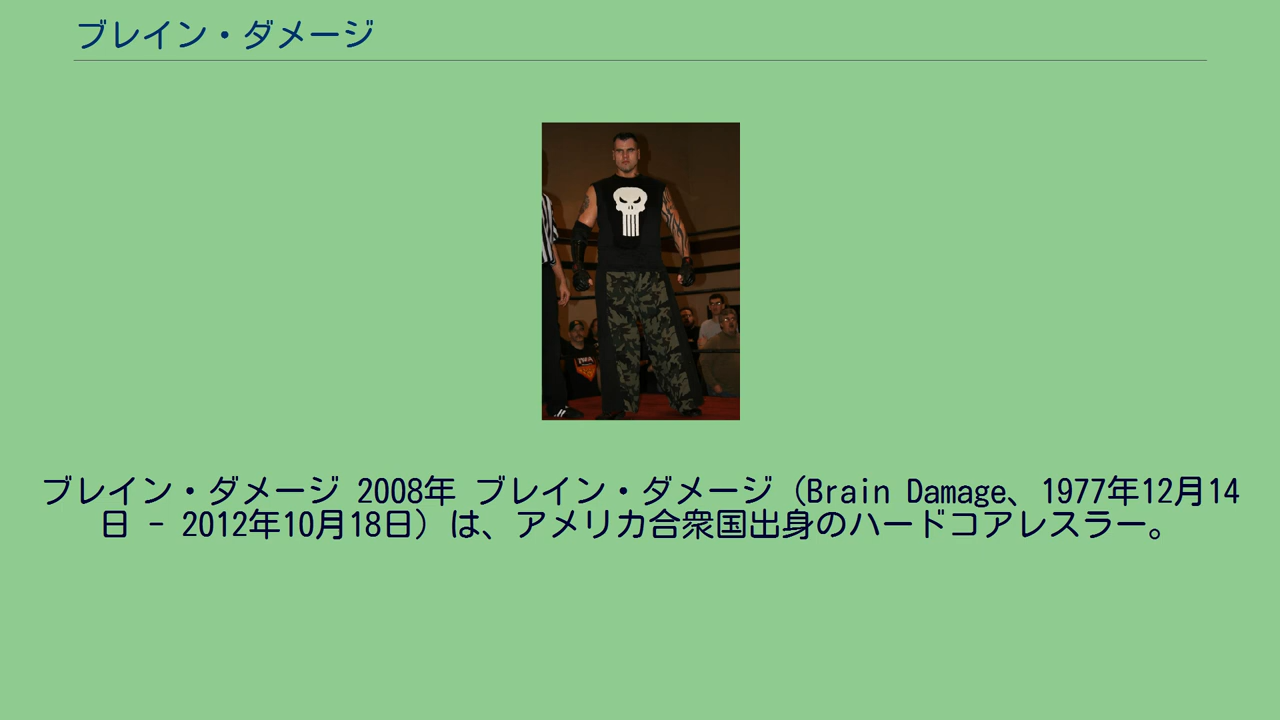 ブレイン・ダメージ
ブレイン・ダメージ 2008年 ブレイン・ダメージ（Brain Damage、1977年12月14
日 - 2012年10月18日）は、アメリカ合衆国出身のハードコアレスラー。